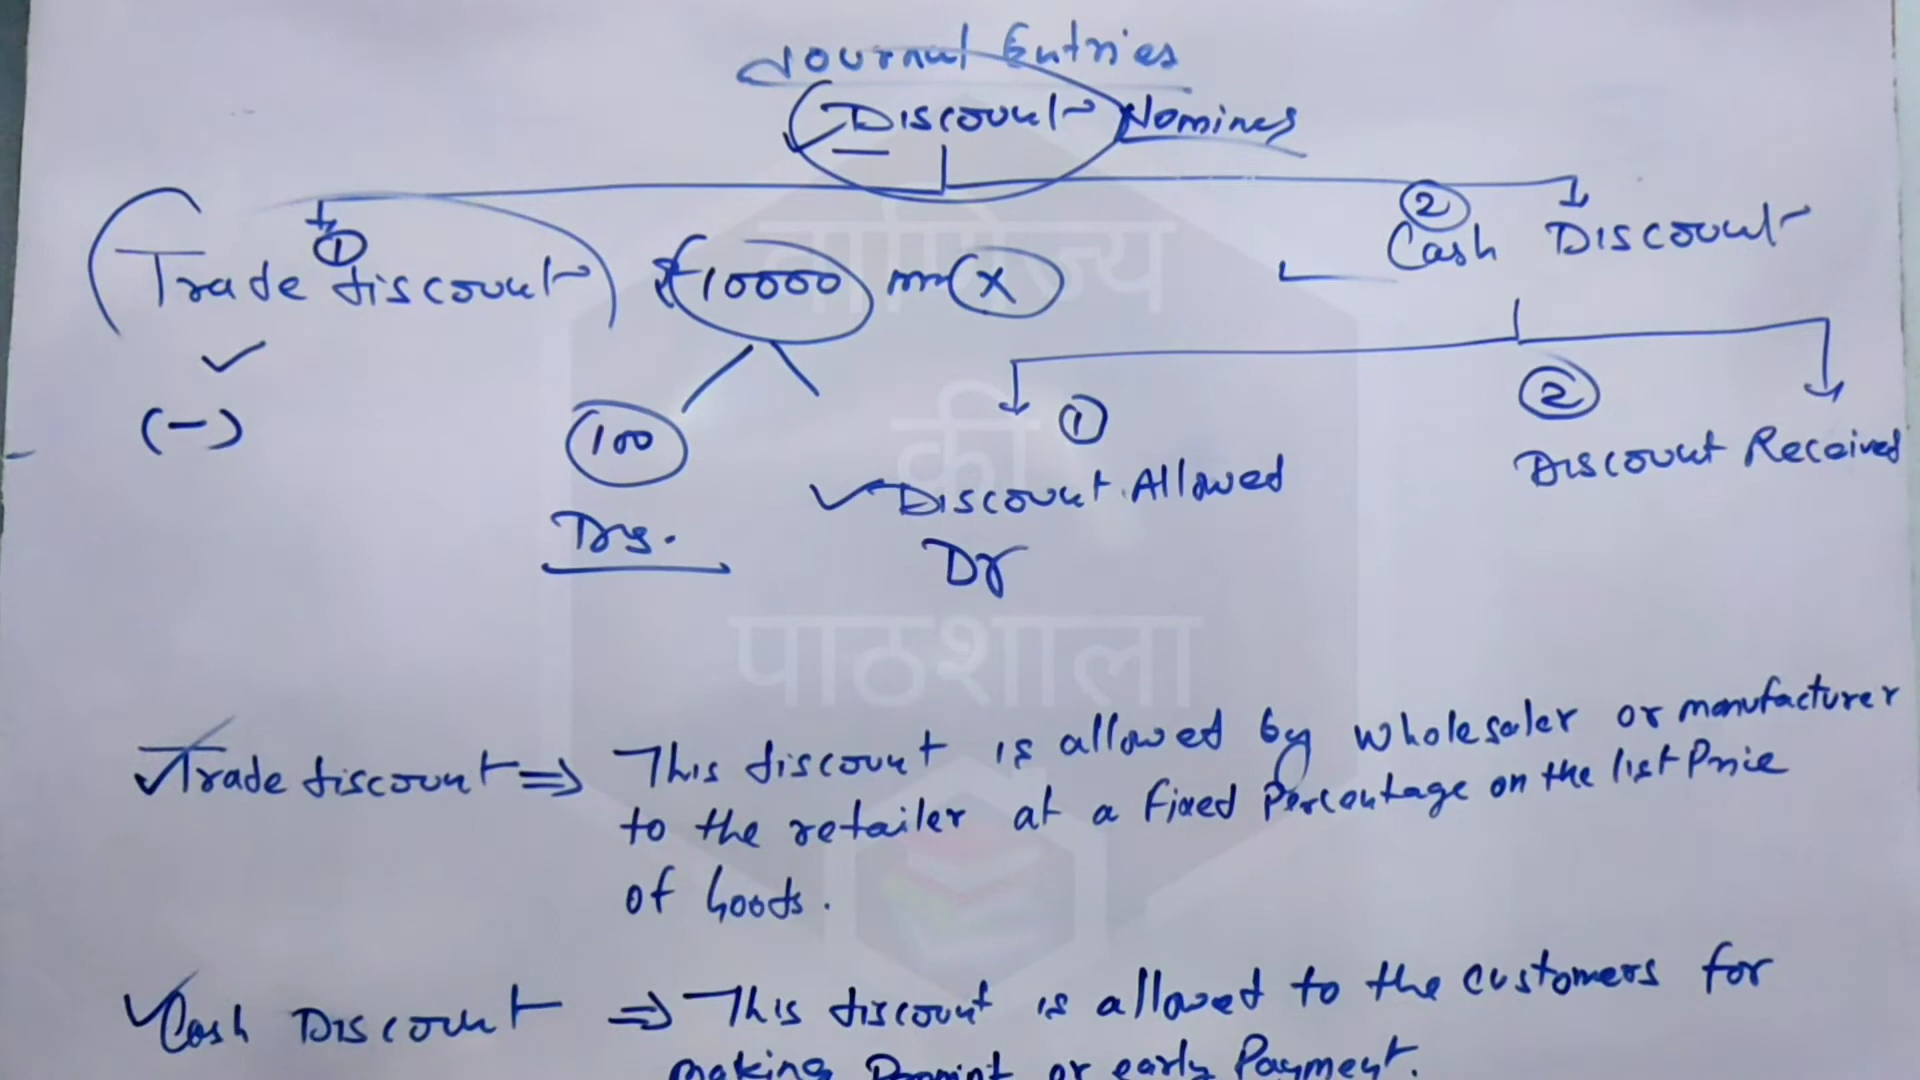 Journal Entries
Discount Nominal
① Trade discount ₹10000 (X)
② Cash Discount
(-)
100
① ②
Discount Allowed
Discount Received
Dis.
Dr
वाणिज्य
की
पाठशाला
Trade discount ⇒ This discount is allowed by wholesaler or manufacturer
to the retailer at a fixed Percentage on the list Price
of Goods.
Cash Discount ⇒ This discount is allowed to the customers for
making or early Payment.